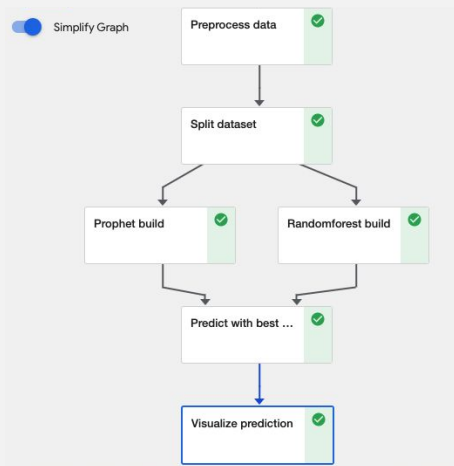 Simplify Graph
Preprocess data
Split dataset
Prophet build
Randomforest build
Predict with best ...
Visualize prediction